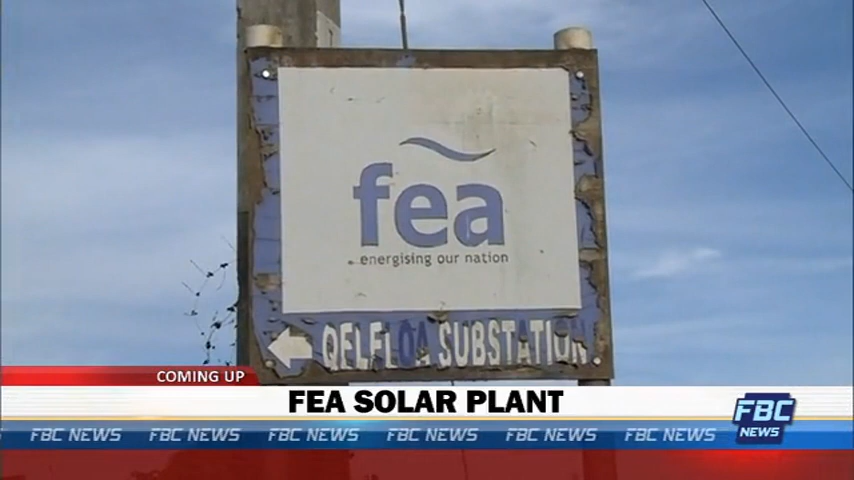 fea
energising our nation
QELELOA SUBSTATION
COMING UP
FEA SOLAR PLANT
FBC NEWS FBC NEWS FBC NEWS FBC NEWS FBC NEWS FBC NEWS
FBC
NEWS